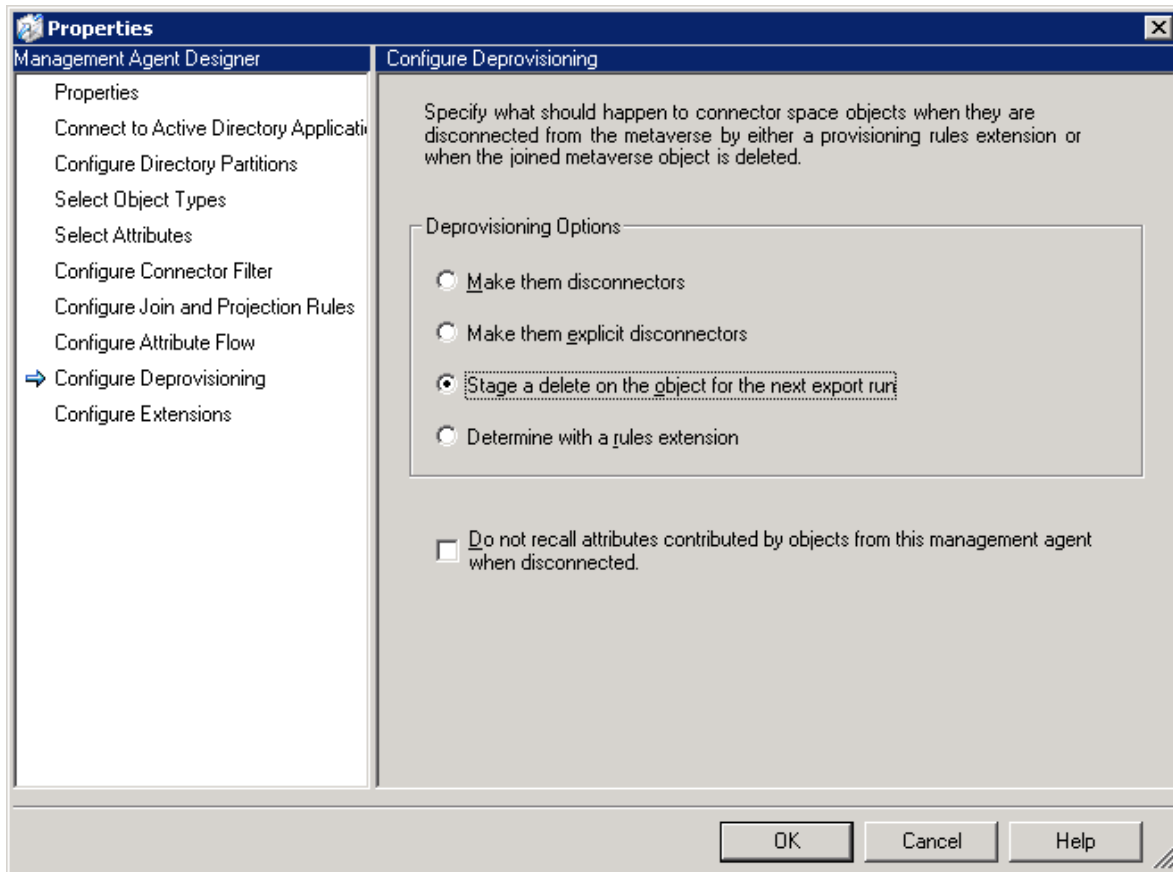 Properties
Management Agent Designer
Configure Deprovisioning
Properties
Connect to Active Directory Applicati
Configure Directory Partitions
Select Object Types
Select Attributes
Configure Connector Filter
Configure Join and Projection Rules
Configure Attribute Flow
Configure Deprovisioning
Configure Extensions
Specify what should happen to connector space objects when they are
disconnected from the metaverse by either a provisioning rules extension or
when the joined metaverse object is deleted.
Deprovisioning Options
Make them disconnectors
Make them explicit disconnectors
Stage a delete on the object for the next export run
Determine with a rules extension
Do not recall attributes contributed by objects from this management agent
when disconnected.
OK
Cancel
Help